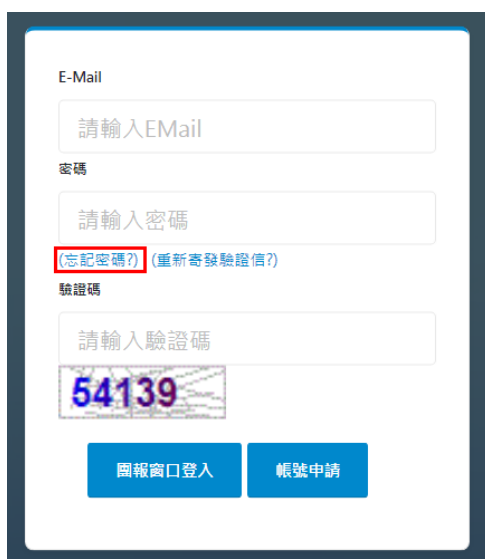 E-Mail
請輸入EMail
密碼
請輸入密碼
(忘記密碼?) (重新寄發驗證信?)
驗證碼
請輸入驗證碼
54139
團報窗口登入 帳號申請